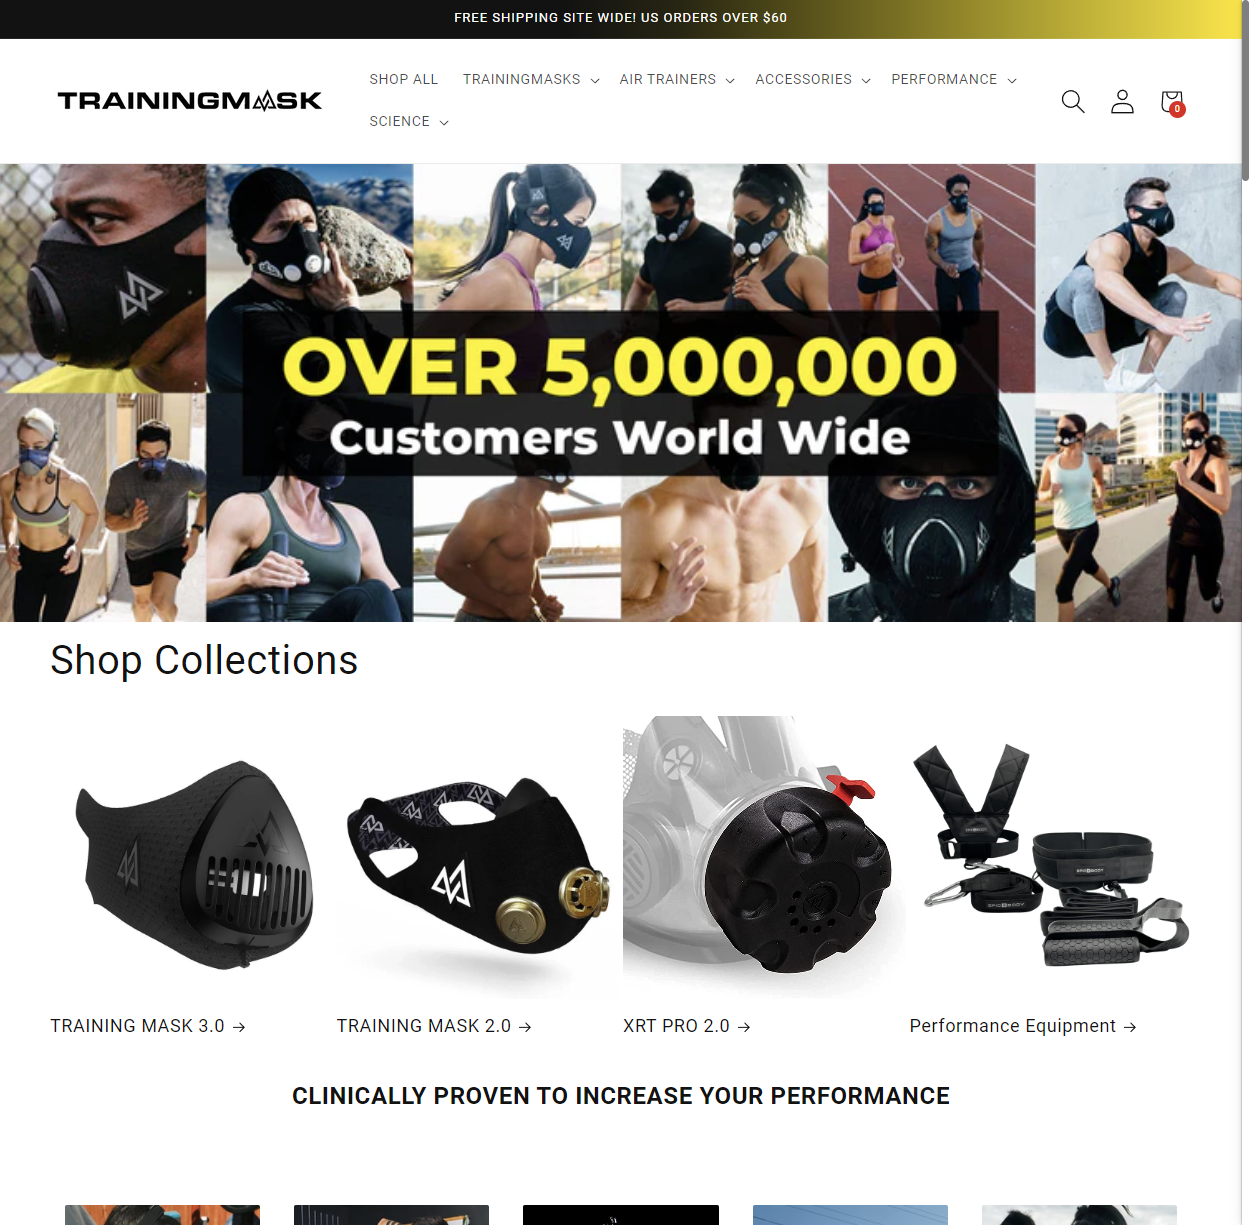 FREE SHIPPING SITE WIDE! US ORDERS OVER $60
TRAININGMASK
SHOP ALL
TRAININGMASKS
AIR TRAINERS
ACCESSORIES
PERFORMANCE
SCIENCE
0
OVER 5,000,000
Customers World Wide
Shop Collections
TRAINING MASK 3.0 →
TRAINING MASK 2.0 →
XRT PRO 2.0 →
Performance Equipment →
CLINICALLY PROVEN TO INCREASE YOUR PERFORMANCE